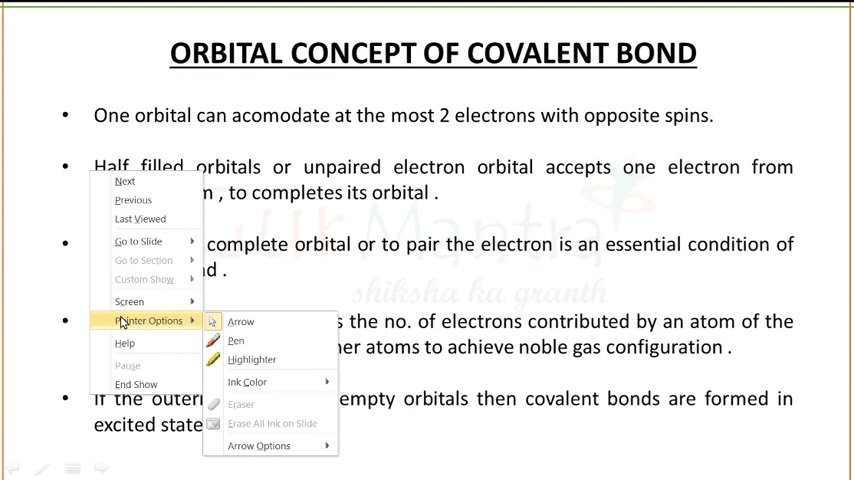 ORBITAL CONCEPT OF COVALENT BOND
• One orbital can acomodate at the most 2 electrons with opposite spins.
• Half filled orbitals or unpaired electron orbital accepts one electron from
, to completes its orbital .
• complete orbital or to pair the electron is an essential condition of
• the no. of electrons contributed by an atom of the
atoms to achieve noble gas configuration .
• If the empty orbitals then covalent bonds are formed in
excited state
Next
Previous
Last Viewed
Go to Slide
Go to Section
Custom Show
Screen
Pointer Options
Help
Pause
End Show
Arrow
Pen
Highlighter
Ink Color
Eraser
Erase All Ink on Slide
Arrow Options
Mantra
shiksha ka granth